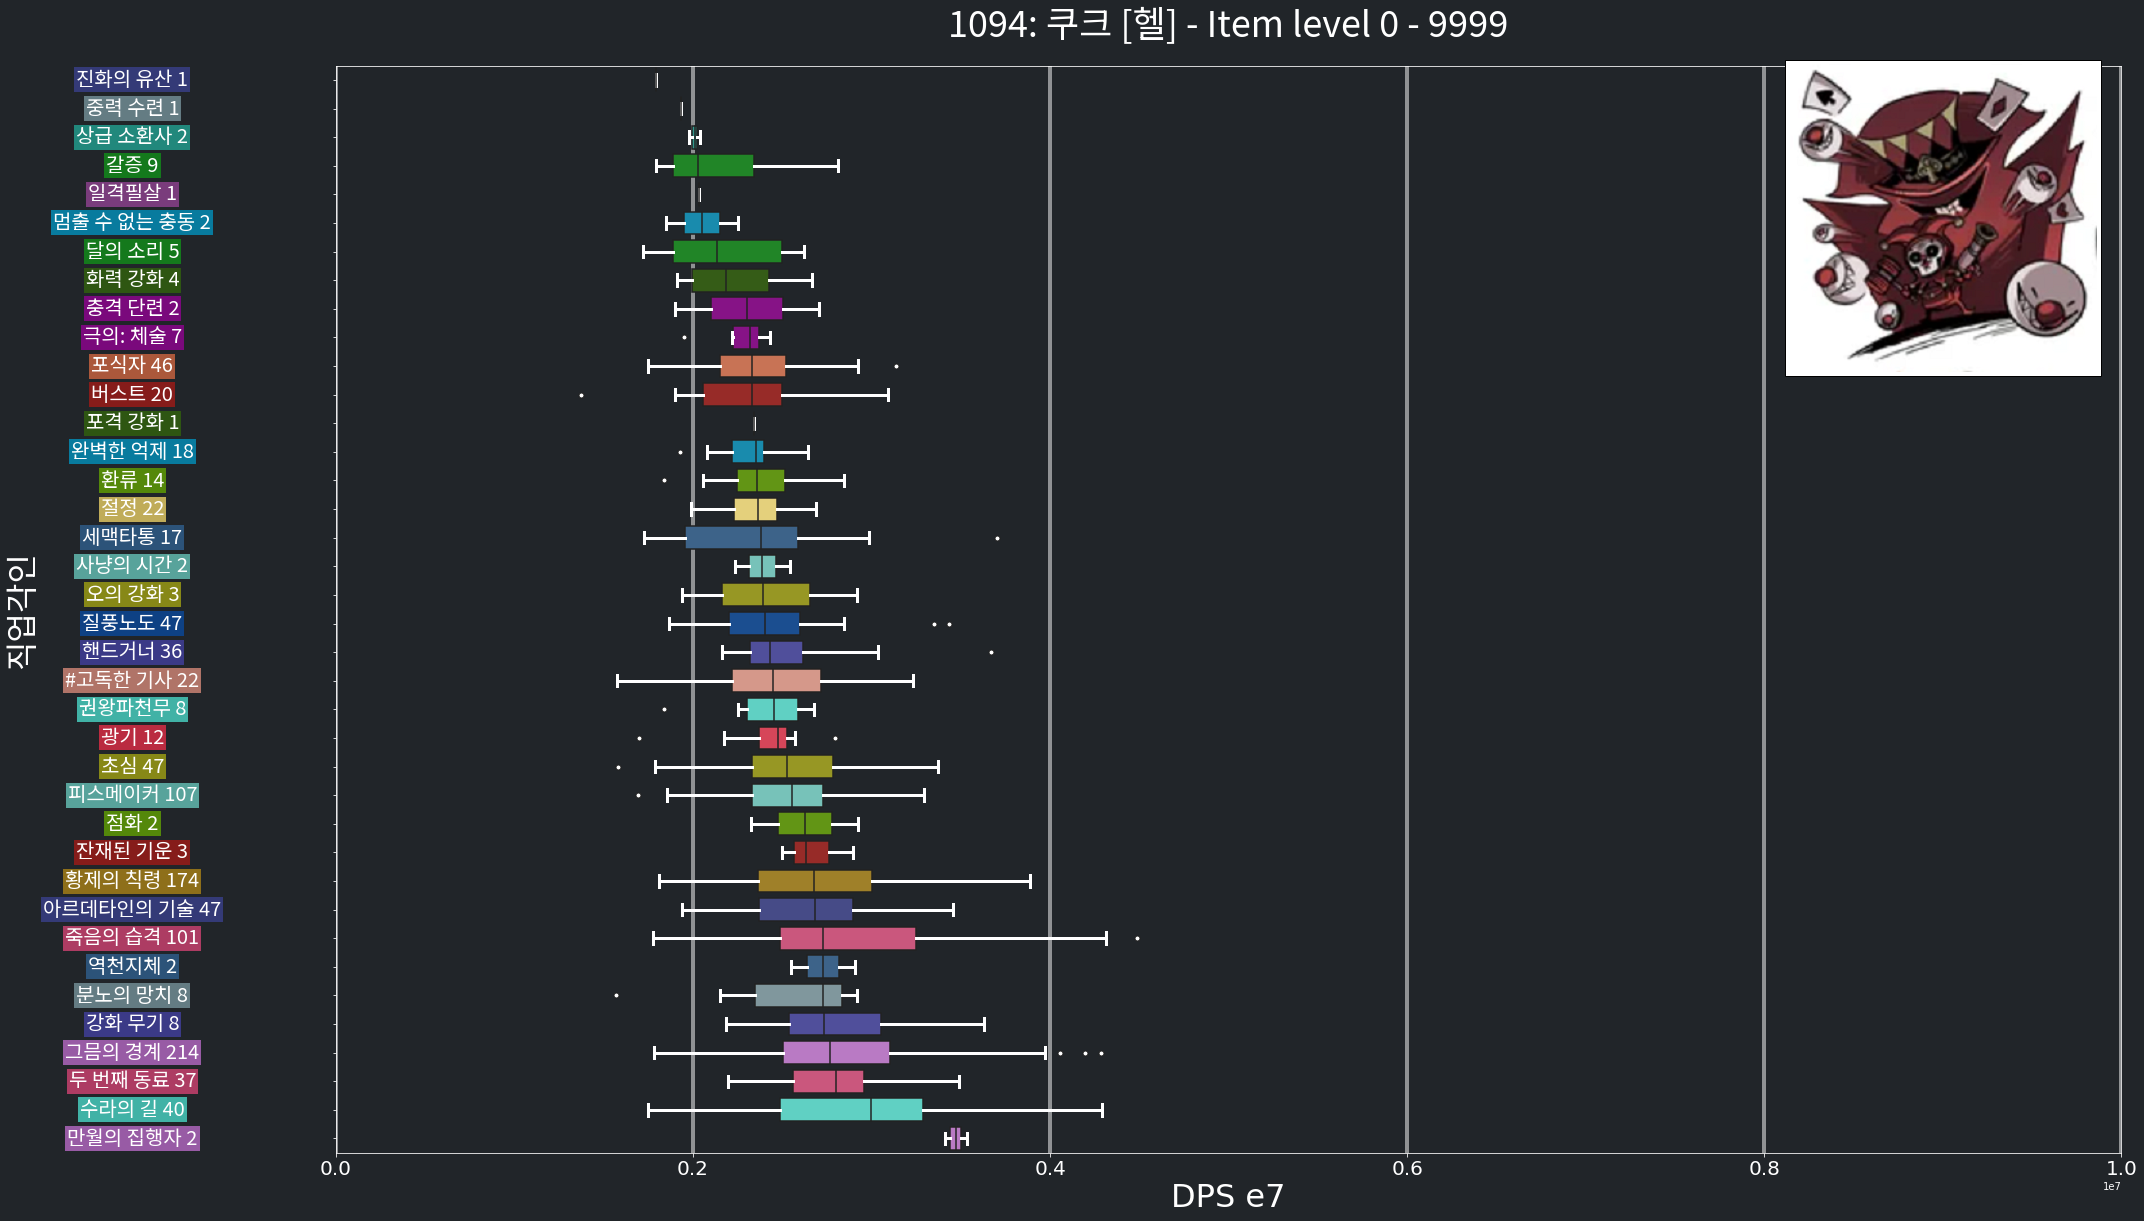 1094: 쿠크 [헬] - Item level 0 - 9999
진화의 유산 1
중력 수련 1
상급 소환사 2
갈증 9
일격필살 1
멈출 수 없는 충동 2
달의 소리 5
화력 강화 4
충격 단련 2
극의: 체술 7
포식자 46
버스트 20
포격 강화 1
완벽한 억제 18
환류 14
절정 22
세맥타통 17
사냥의 시간 2
오의 강화 3
질풍노도 47
핸드거너 36
#고독한 기사 22
권왕파천무 8
광기 12
초심 47
피스메이커 107
점화 2
잔재된 기운 3
황제의 칙령 174
아르데타인의 기술 47
죽음의 습격 101
역천지체 2
분노의 망치 8
강화 무기 8
그믐의 경계 214
두 번째 동료 37
수라의 길 40
만월의 집행자 2
직업각인
0.0 0.2 0.4 0.6 0.8 1.0
1e7
DPS e7